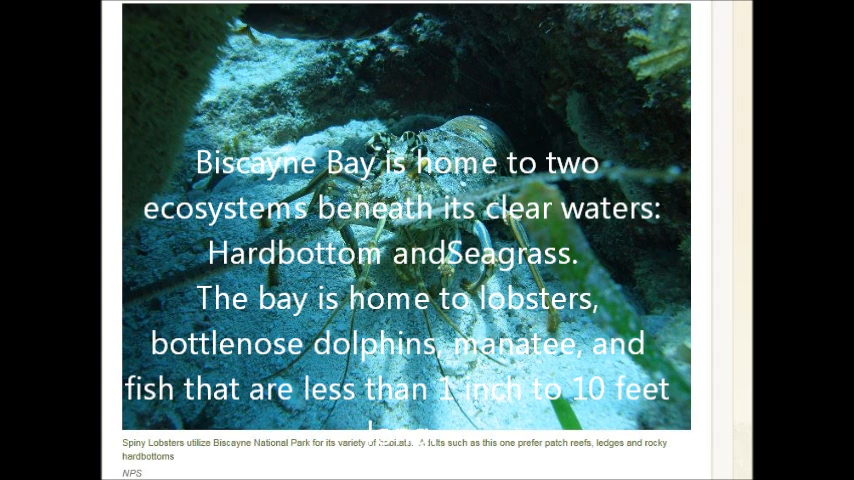 Biscayne Bay is home to two
ecosystems beneath its clear waters:
Hardbottom andSeagrass.
The bay is home to lobsters,
bottlenose dolphins, manatee, and
fish that are less than 1 inch to 10 feet
long
Spiny Lobsters utilize Biscayne National Park for its variety of habitats. Adults such as this one prefer patch reefs, ledges and rocky
hardbottoms
NPS